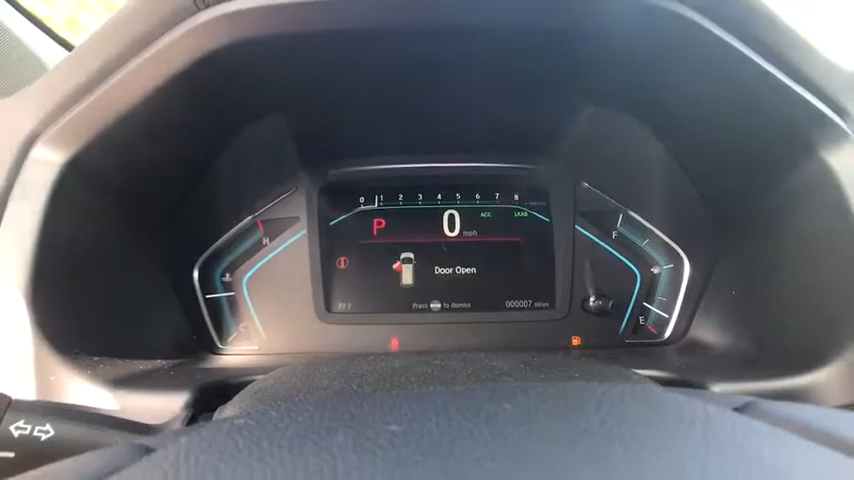 0 1 2 3 4 5 6 7 8
P 0 mph
ACC LKAS
H
F
Door Open
C
Press to dismiss
000007 miles
E